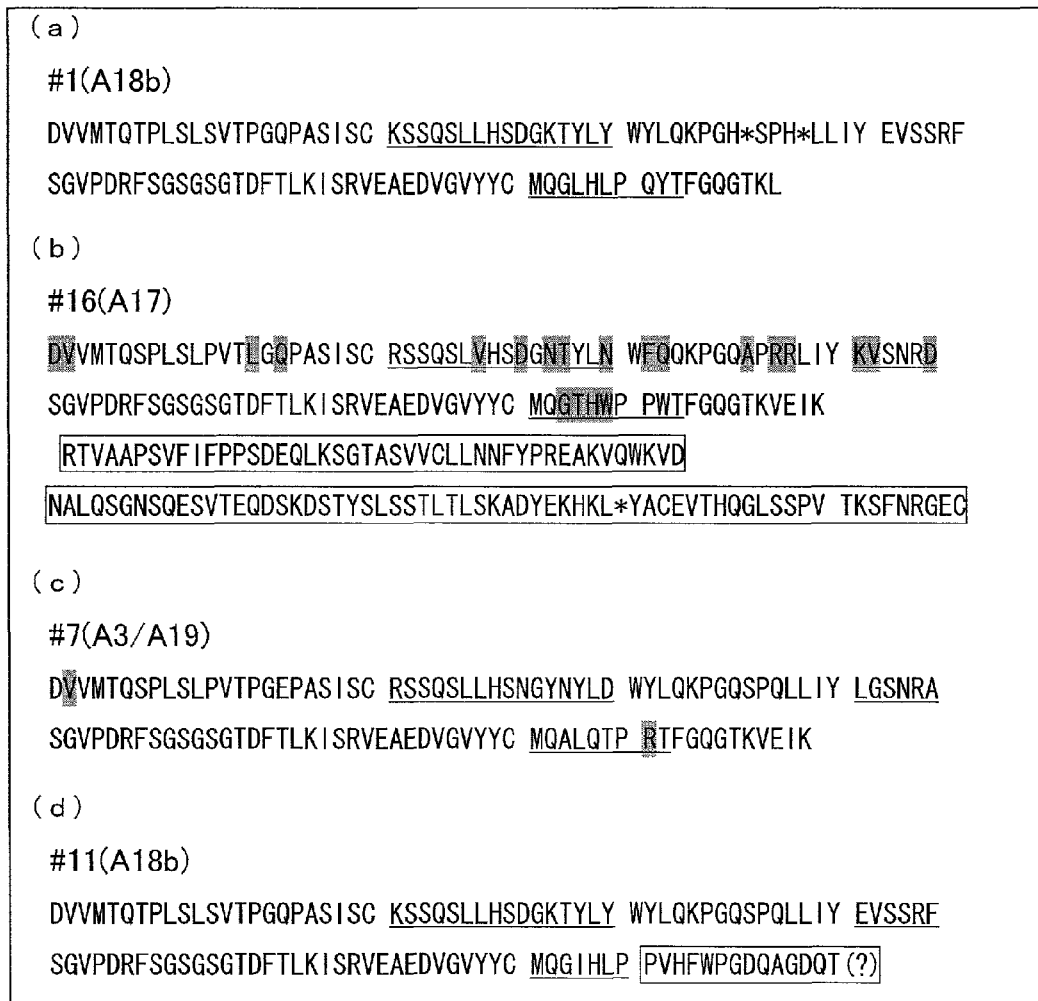 (a)
#1(A18b)
DVVMTQTPLSLSVTPGQPASISC KSSQSLLHSDGKTYLY WYLQKPGH*SPH*LLIY EVSSRF
SGVPDRFSGSGSGTDFTLKISRVEAEDVGVYYC MQGLHLP QYTFGQGTKL
(b)
#16(A17)
DVVMTQSPLSLPVTLGQPASISC RSSQSLVHSDGNTYLN WFQQKPGQAPRRLIY KVSNRD
SGVPDRFSGSGSGTDFTLKISRVEAEDVGVYYC MQGTHWP PWTFGQGTKVEIK
RTVAAPSVFIFPPSDEQLKSGTASVVCLLNNFYPREAKVQWKVD
NALQSGNSQESVTEQDSKDSTYSLSSTLTLSKADYEKHKL*YACEVTHQGLSSPV TKSFNRGEC
(c)
#7(A3/A19)
DVVMTQSPLSLPVTPGEPASISC RSSQSLLHSNGYNYLD WYLQKPGQSPQLLIY LGSNRA
SGVPDRFSGSGSGTDFTLKISRVEAEDVGVYYC MQALQTP RTFGQGTKVEIK
(d)
#11(A18b)
DVVMTQTPLSLSVTPGQPASISC KSSQSLLHSDGKTYLY WYLQKPGQSPQLLIY EVSSRF
SGVPDRFSGSGSGTDFTLKISRVEAEDVGVYYC MQGIHLP PVHFWPGDQAGDQT(?)